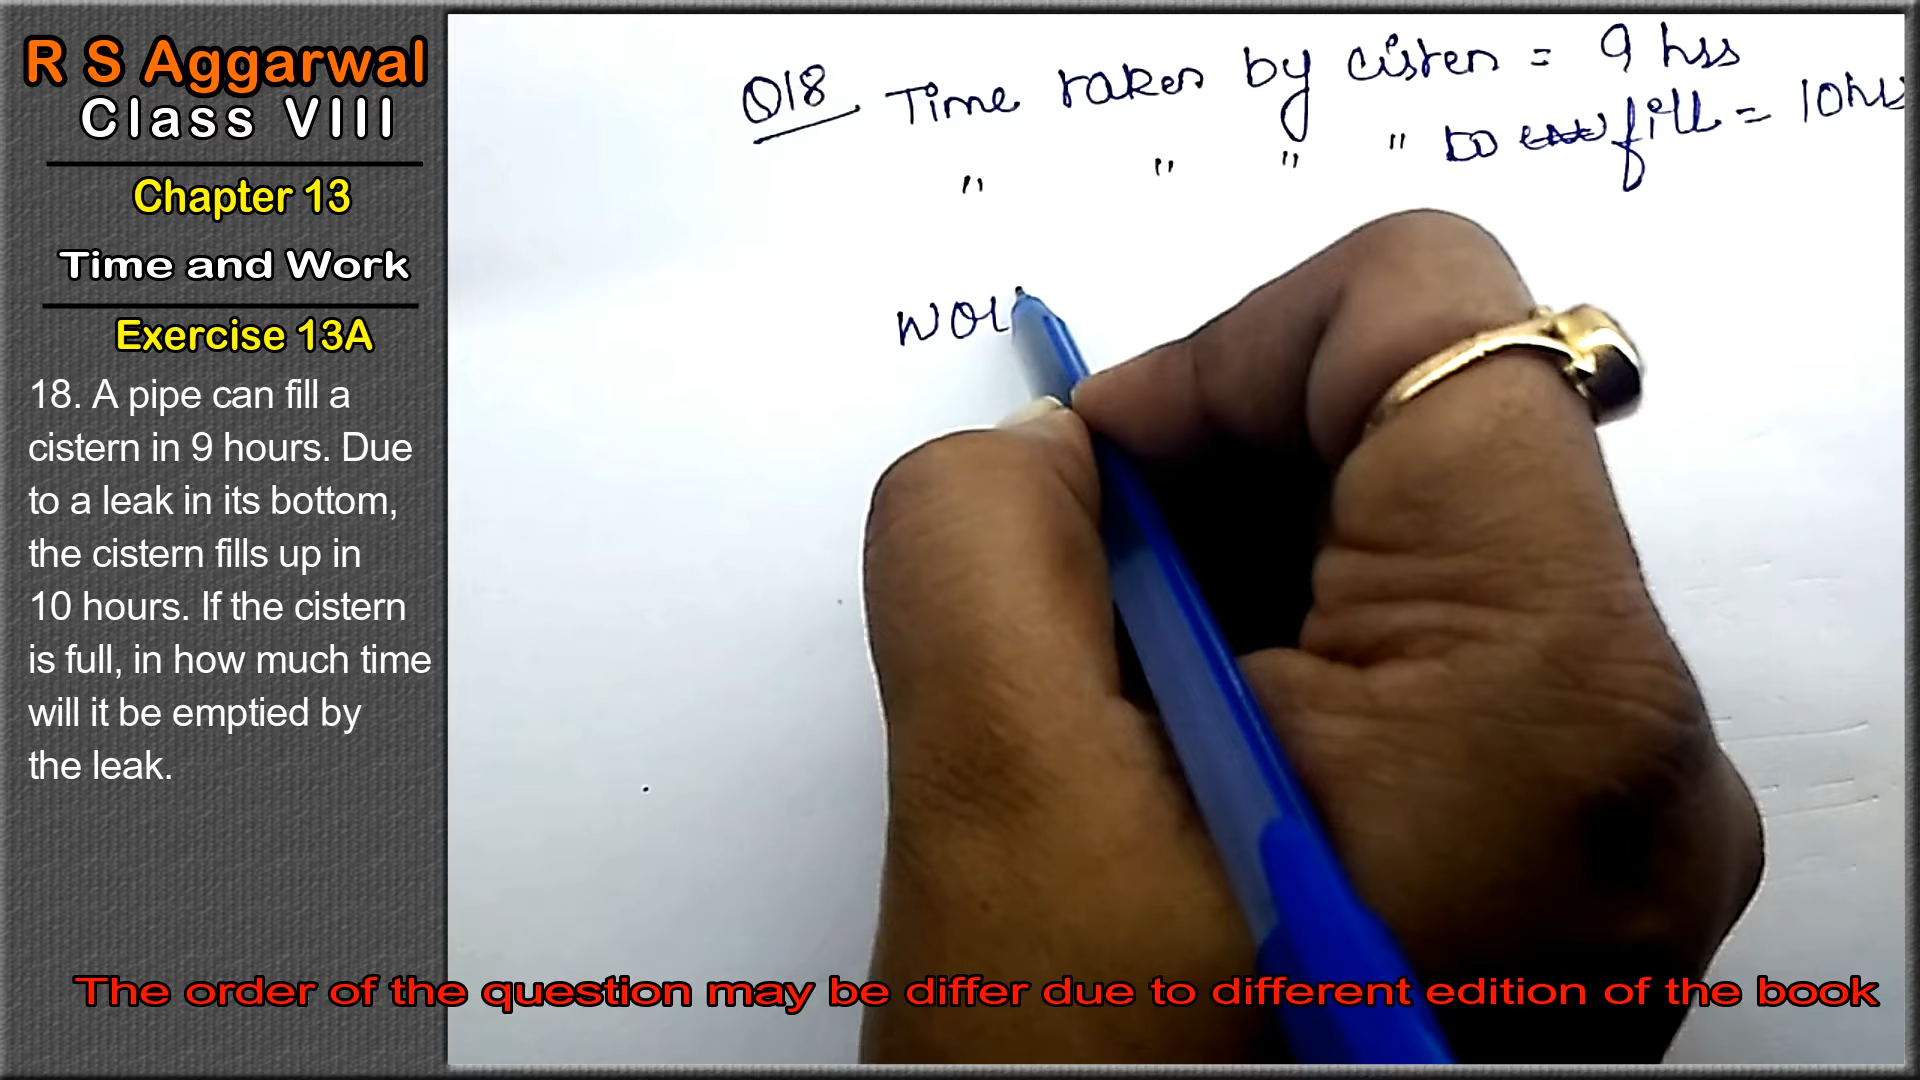 R S Aggarwal
Class VIII
Chapter 13
Time and Work
Exercise 13A
18. A pipe can fill a
cistern in 9 hours. Due
to a leak in its bottom,
the cistern fills up in
10 hours. If the cistern
is full, in how much time
will it be emptied by
the leak.
Q18 Time taken by cistern = 9 hrs
" " " " to fill = 10 hrs
Wor
The order of the question may be differ due to different edition of the book